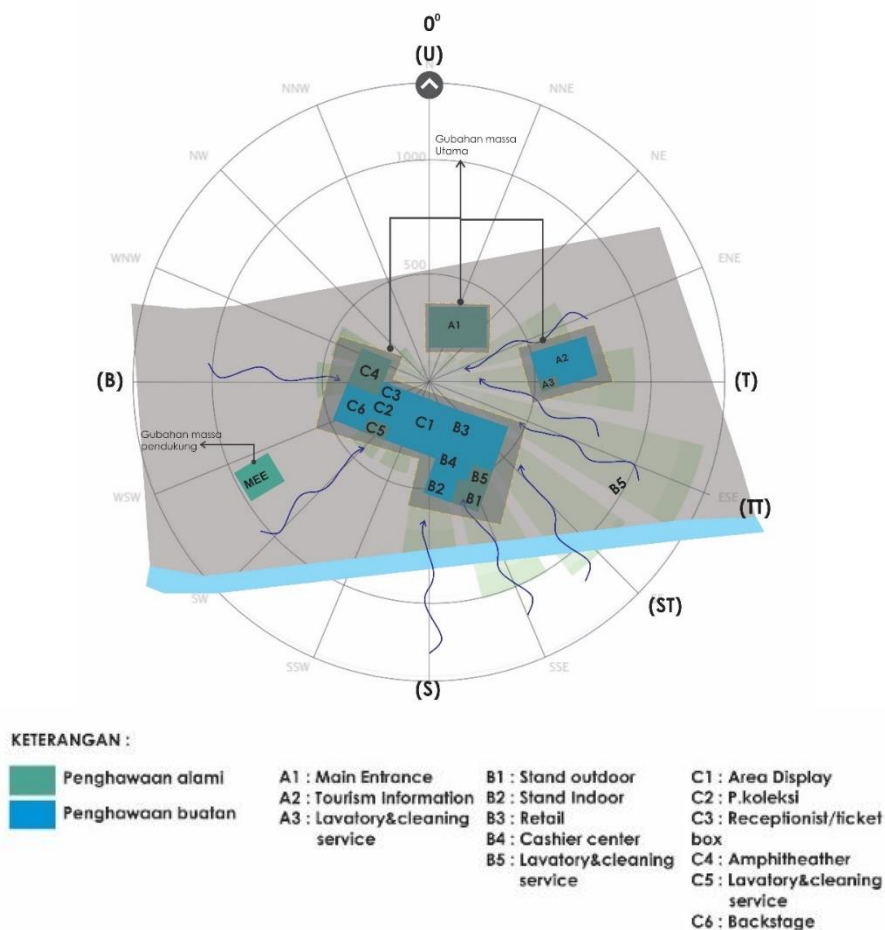 0⁰
(U)
N
NNW
NNE
Gubahan massa
Utama
NW
1000
NE
WNW
500
ENE
A1
A2
A3
(B)
(T)
C4
C3
C6
C2
C1
B3
C5
Gubahan massa
pendukung
MEE
B4
B5
B2
B1
B5
WSW
ESE
(TT)
SW
(ST)
SSW
SSE
(S)
KETERANGAN :
Penghawaan alami
Penghawaan buatan
A1 : Main Entrance
A2 : Tourism Information
A3 : Lavatory&cleaning
service
B1 : Stand outdoor
B2 : Stand Indoor
B3 : Retail
B4 : Cashier center
B5 : Lavatory&cleaning
service
C1 : Area Display
C2 : P.koleksi
C3 : Receptionist/ticket
box
C4 : Amphitheather
C5 : Lavatory&cleaning
service
C6 : Backstage